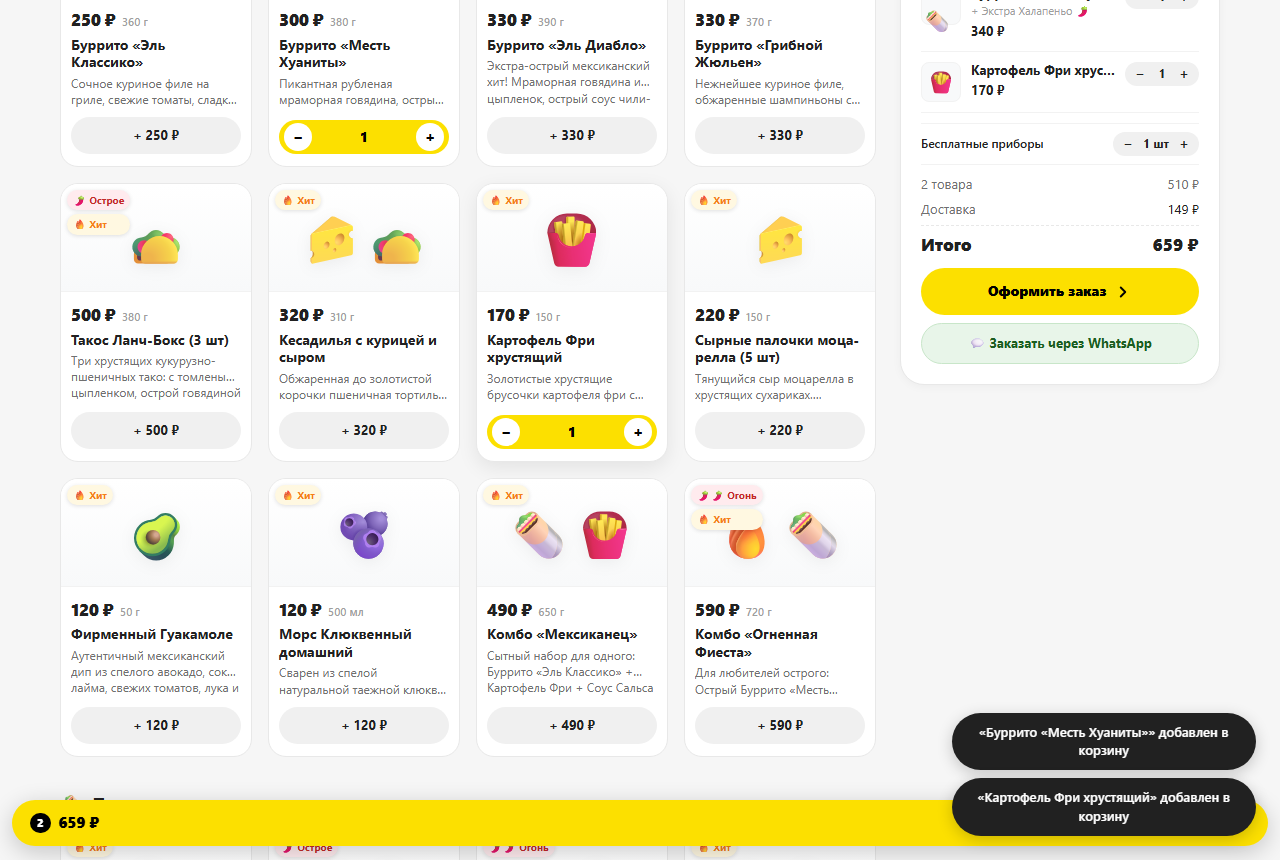 250 ₽ 360 г
Буррито «Эль
Классико»
Сочное куриное филе на
гриле, свежие томаты, сладк...
+ 250 ₽
300 ₽ 380 г
Буррито «Месть
Хуаниты»
Пикантная рубленая
мраморная говядина, остры...
− 1 +
330 ₽ 390 г
Буррито «Эль Диабло»
Экстра-острый мексиканский
хит! Мраморная говядина и...
цыпленок, острый соус чили-
+ 330 ₽
330 ₽ 370 г
Буррито «Грибной
Жюльен»
Нежнейшее куриное филе,
обжаренные шампиньоны с...
+ 330 ₽
Острое
Хит
500 ₽ 380 г
Такос Ланч-Бокс (3 шт)
Три хрустящих кукурузно-
пшеничных тако: с томлены...
цыпленком, острой говядиной
+ 500 ₽
Хит
320 ₽ 310 г
Кесадилья с курицей и
сыром
Обжаренная до золотистой
корочки пшеничная тортиль...
+ 320 ₽
Хит
170 ₽ 150 г
Картофель Фри
хрустящий
Золотистые хрустящие
брусочки картофеля фри с...
− 1 +
Хит
220 ₽ 150 г
Сырные палочки моца-
релла (5 шт)
Тянущийся сыр моцарелла в
хрустящих сухариках....
+ 220 ₽
Хит
120 ₽ 50 г
Фирменный Гуакамоле
Аутентичный мексиканский
дип из спелого авокадо, сок...
лайма, свежих томатов, лука и
+ 120 ₽
Хит
120 ₽ 500 мл
Морс Клюквенный
домашний
Сварен из спелой
натуральной таежной клюкв...
+ 120 ₽
Хит
490 ₽ 650 г
Комбо «Мексиканец»
Сытный набор для одного:
Буррито «Эль Классико» +...
Картофель Фри + Соус Сальса
+ 490 ₽
Огонь
Хит
590 ₽ 720 г
Комбо «Огненная
Фиеста»
Для любителей острого:
Острый Буррито «Месть...
+ 590 ₽
+ Экстра Халапеньо
340 ₽
Картофель Фри хрус...
− 1 +
170 ₽
Бесплатные приборы
− 1 шт +
2 товара 510 ₽
Доставка 149 ₽
Итого 659 ₽
Оформить заказ
Заказать через WhatsApp
«Буррито «Месть Хуаниты»» добавлен в
корзину
«Картофель Фри хрустящий» добавлен в
корзину
2 659 ₽
Хит
Острое
Огонь
Хит